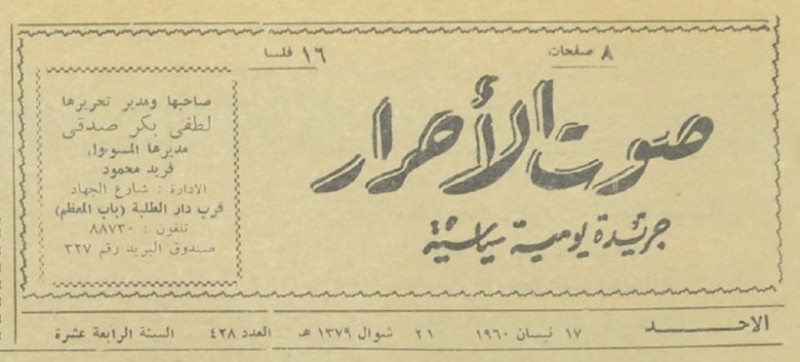 ٨ صفحات
١٦ فلسا
صوت الأحرار
جريدة يومية سياسية
صاحبها ومدير تحريرها
لطفي بكر صدقي
مديرها المسوول
فريد محمود
الادارة : شارع الجهاد
قرب دار الطلبة (باب المعظم)
تلفون : ٨٨٧٣٠
صندوق البريد رقم ٣٢٧
الاحد ١٧ نيسان ١٩٦٠ ٢١ شوال ١٣٧٩ هـ العدد ٤٢٨ السنة الرابعة عشرة